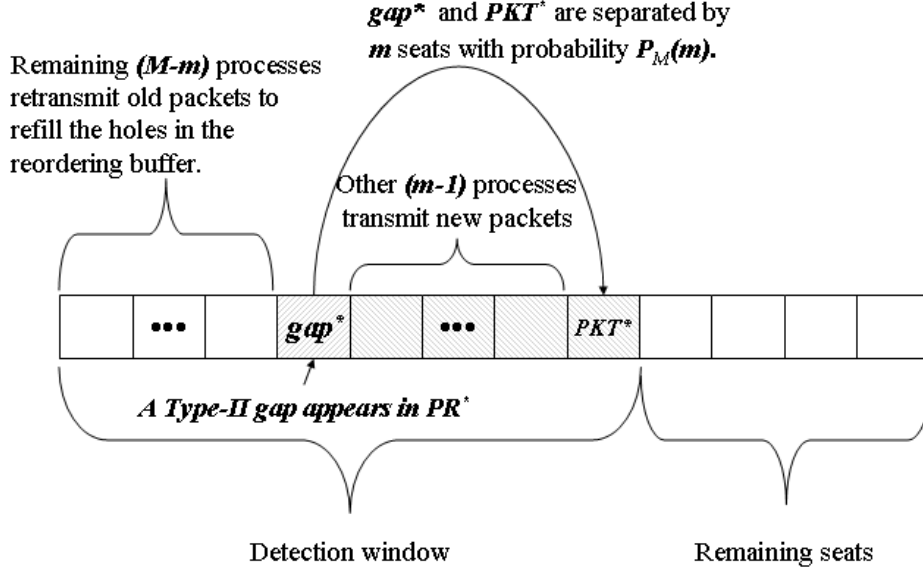 gap* and PKT* are separated by
m seats with probability P_M(m).
Remaining (M-m) processes
retransmit old packets to
refill the holes in the
reordering buffer.
Other (m-1) processes
transmit new packets
••• gap* ••• PKT*
A Type-II gap appears in PR*
Detection window
Remaining seats